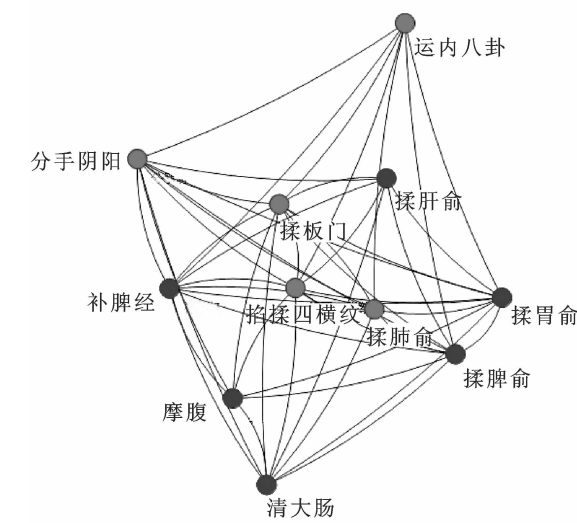 运内八卦
分手阴阳
揉肝俞
揉板门
补脾经
掐揉四横纹
揉肺俞
揉胃俞
揉脾俞
摩腹
清大肠